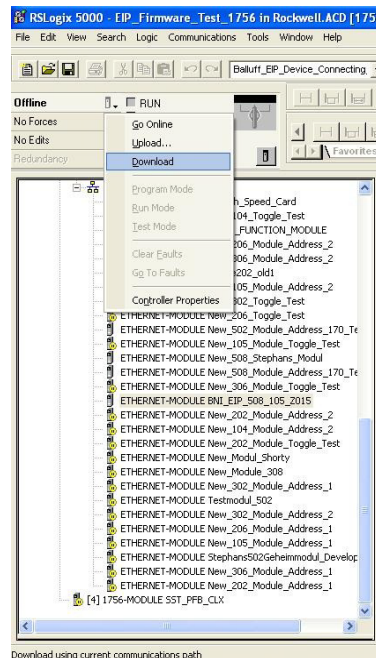 RSLogix 5000 - EIP_Firmware_Test_1756 in Rockwell.ACD [175
File Edit View Search Logic Communications Tools Window Help
Balluff_EIP_Device_Connecting,
Offline RUN
No Forces
No Edits
Redundancy
Favorites
Go Online
Upload...
Download
Program Mode
Run Mode
Test Mode
Clear Faults
Go To Faults
Controller Properties
h_Speed_Card
104_Toggle_Test
_FUNCTION_MODULE
206_Module_Address_2
306_Module_Address_2
e202_old1
105_Module_Address_2
302_Toggle_Test
ETHERNET-MODULE New_206_Toggle_Test
ETHERNET-MODULE New_502_Module_Address_170_Te
ETHERNET-MODULE New_105_Module_Toggle_Test
ETHERNET-MODULE New_508_Stephans_Modul
ETHERNET-MODULE New_508_Module_Address_170_Te
ETHERNET-MODULE New_306_Module_Toggle_Test
ETHERNET-MODULE BNI_EIP_508_105_Z015
ETHERNET-MODULE New_202_Module_Address_2
ETHERNET-MODULE New_104_Module_Address_2
ETHERNET-MODULE New_202_Module_Toggle_Test
ETHERNET-MODULE New_Modul_Shorty
ETHERNET-MODULE New_Module_308
ETHERNET-MODULE New_302_Module_Address_1
ETHERNET-MODULE Testmodul_502
ETHERNET-MODULE New_302_Module_Address_2
ETHERNET-MODULE New_206_Module_Address_1
ETHERNET-MODULE New_105_Module_Address_1
ETHERNET-MODULE Stephans502Geheimmodul_Develop
ETHERNET-MODULE New_306_Module_Address_1
ETHERNET-MODULE New_202_Module_Address_1
[4] 1756-MODULE SST_PFB_CLX
Download using current communications path